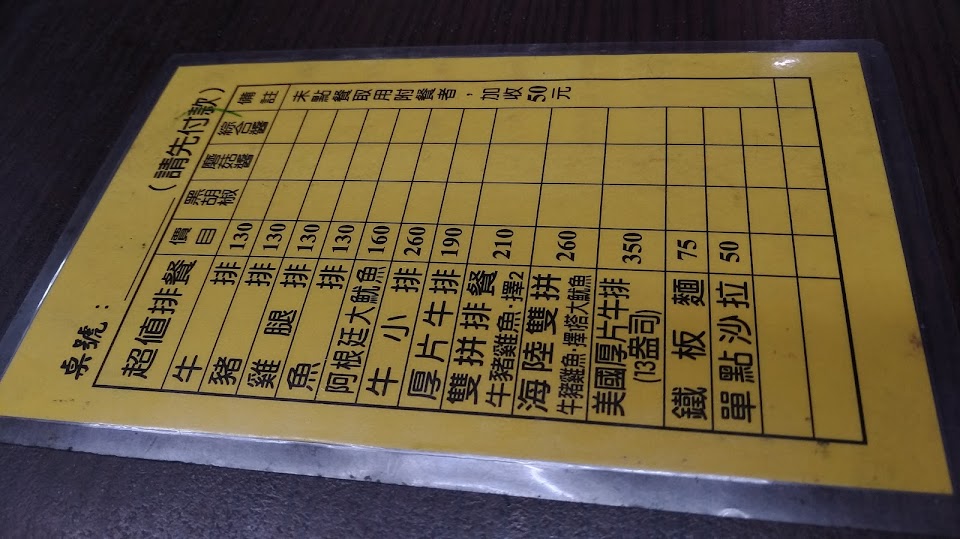 桌號：＿＿＿＿（請先付款）
超值排餐 價目 黑胡椒 蘑菇醬 綜合醬 備註
牛排 130 未點餐取用附餐者，加收50元
豬排 130
雞腿排 130
魚排 130
阿根廷大魷魚 160
牛小排 260
厚片牛排 190
雙拼排餐 210
牛豬雞魚·擇2
海陸雙拼 260
牛豬雞魚·擇1搭大魷魚
美國厚片牛排 350
(13盎司)
鐵板麵 75
單點沙拉 50